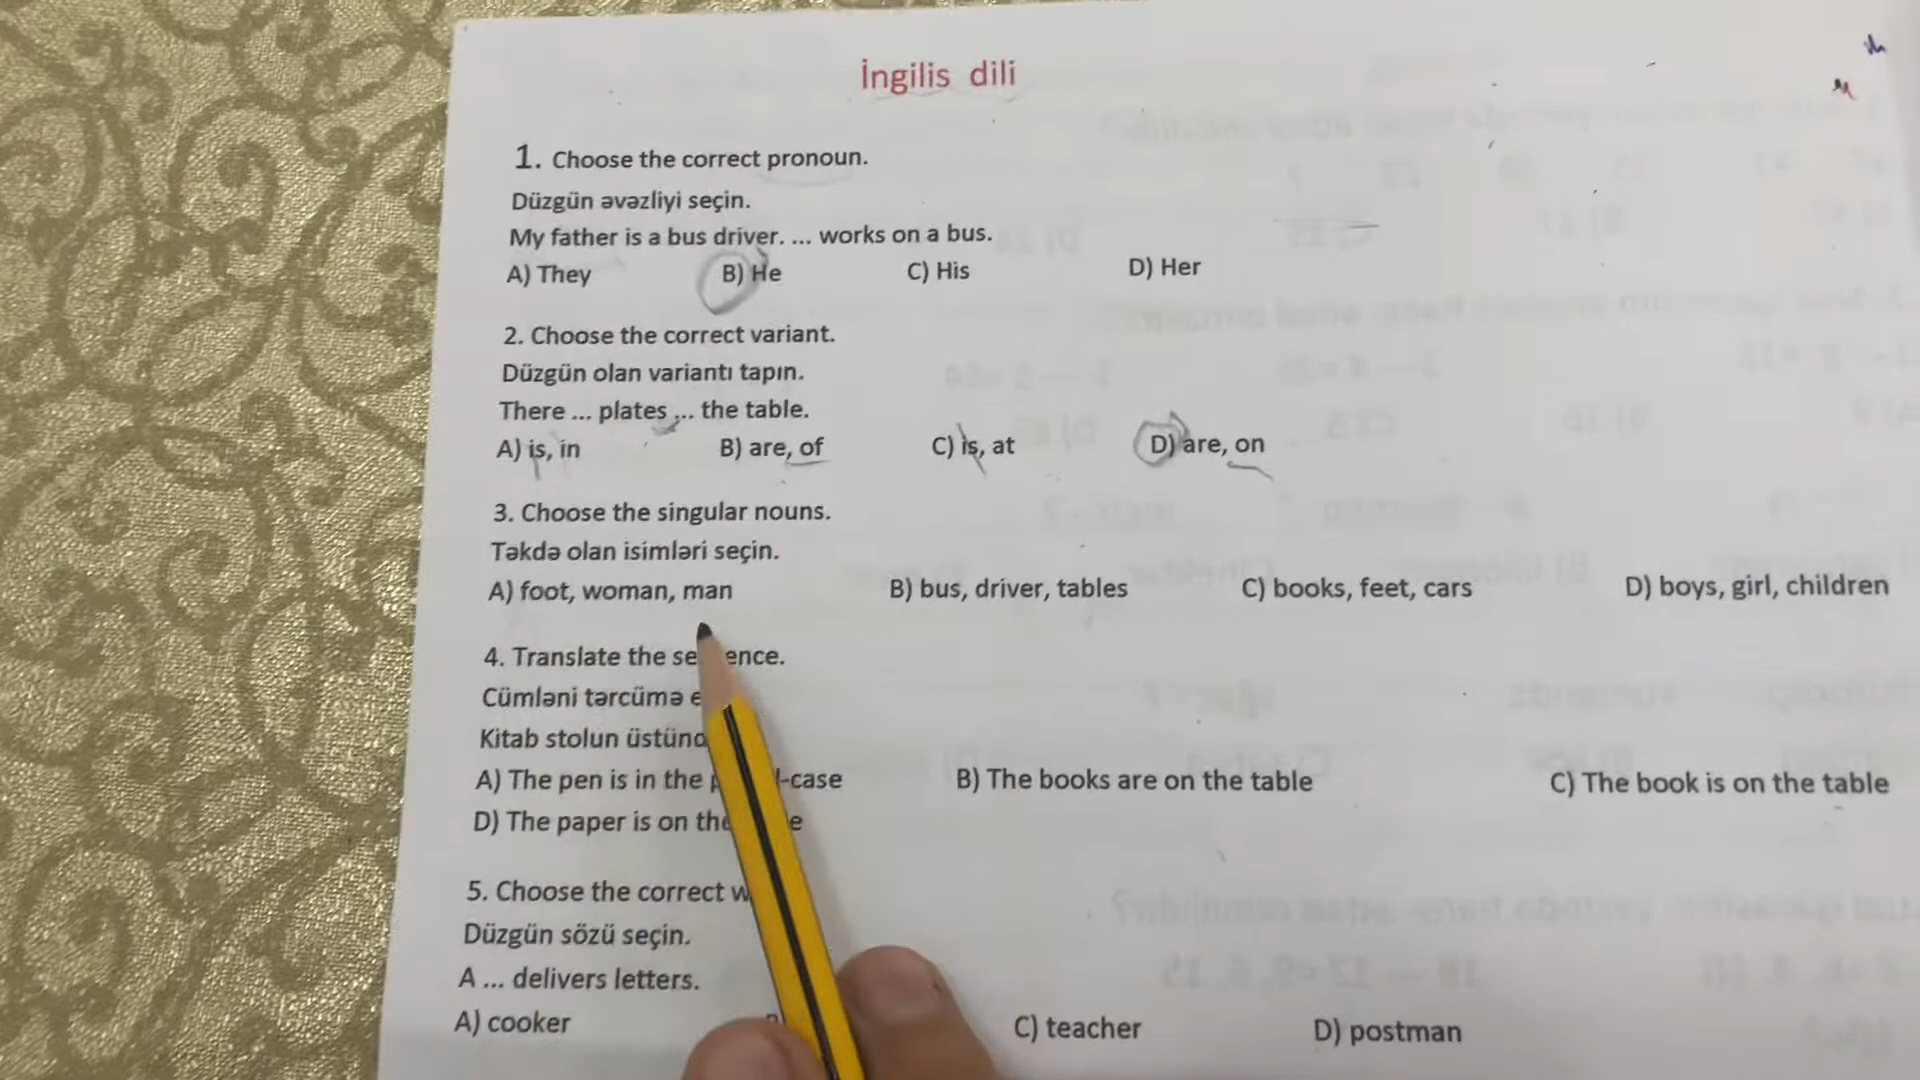 İngilis dili
1. Choose the correct pronoun.
Düzgün əvəzliyi seçin.
My father is a bus driver. ... works on a bus.
A) They B) He C) His D) Her
2. Choose the correct variant.
Düzgün olan variantı tapın.
There ... plates ... the table.
A) is, in B) are, of C) is, at D) are, on
3. Choose the singular nouns.
Təkdə olan isimləri seçin.
A) foot, woman, man B) bus, driver, tables C) books, feet, cars D) boys, girl, children
4. Translate the
Cümləni tərcümə
Kitab stolun
A) The pen is in the B) The books are on the table C) The book is on the table
D) The paper is on
5. Choose the correct
Düzgün sözü seçin.
A ... delivers letters.
A) cooker C) teacher D) postman